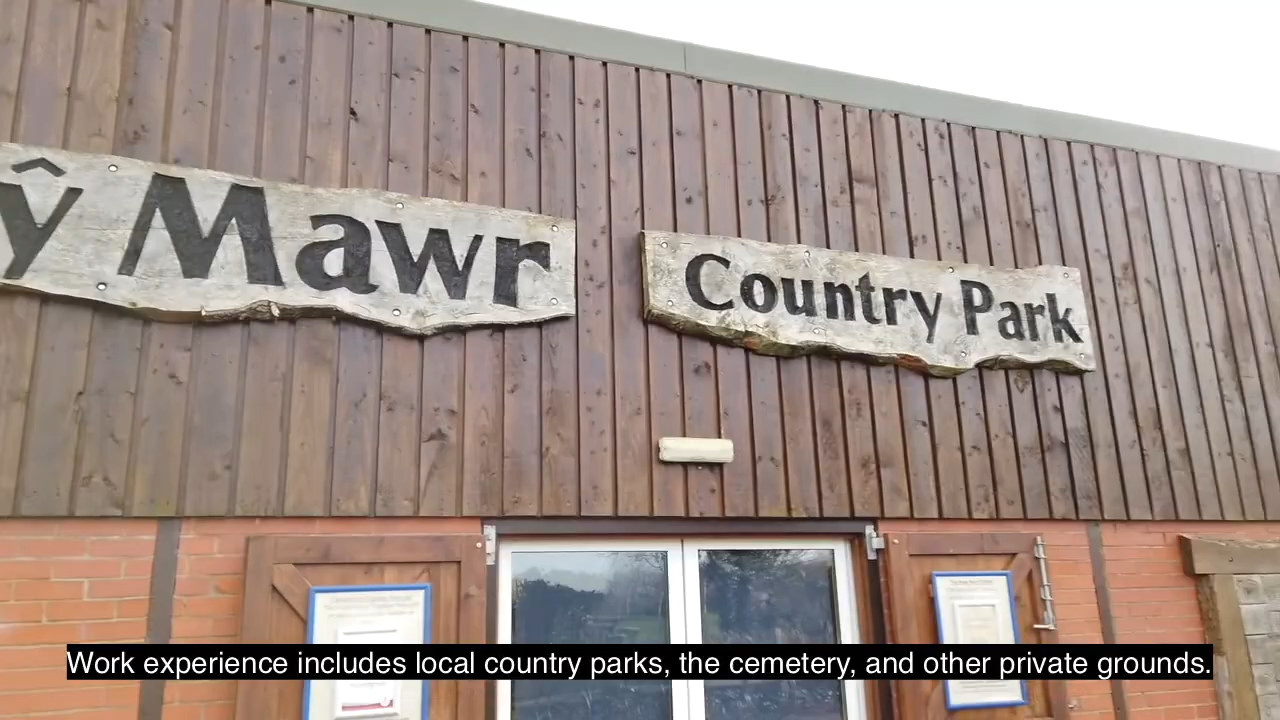 ŷ Mawr
Country Park
Work experience includes local country parks, the cemetery, and other private grounds.